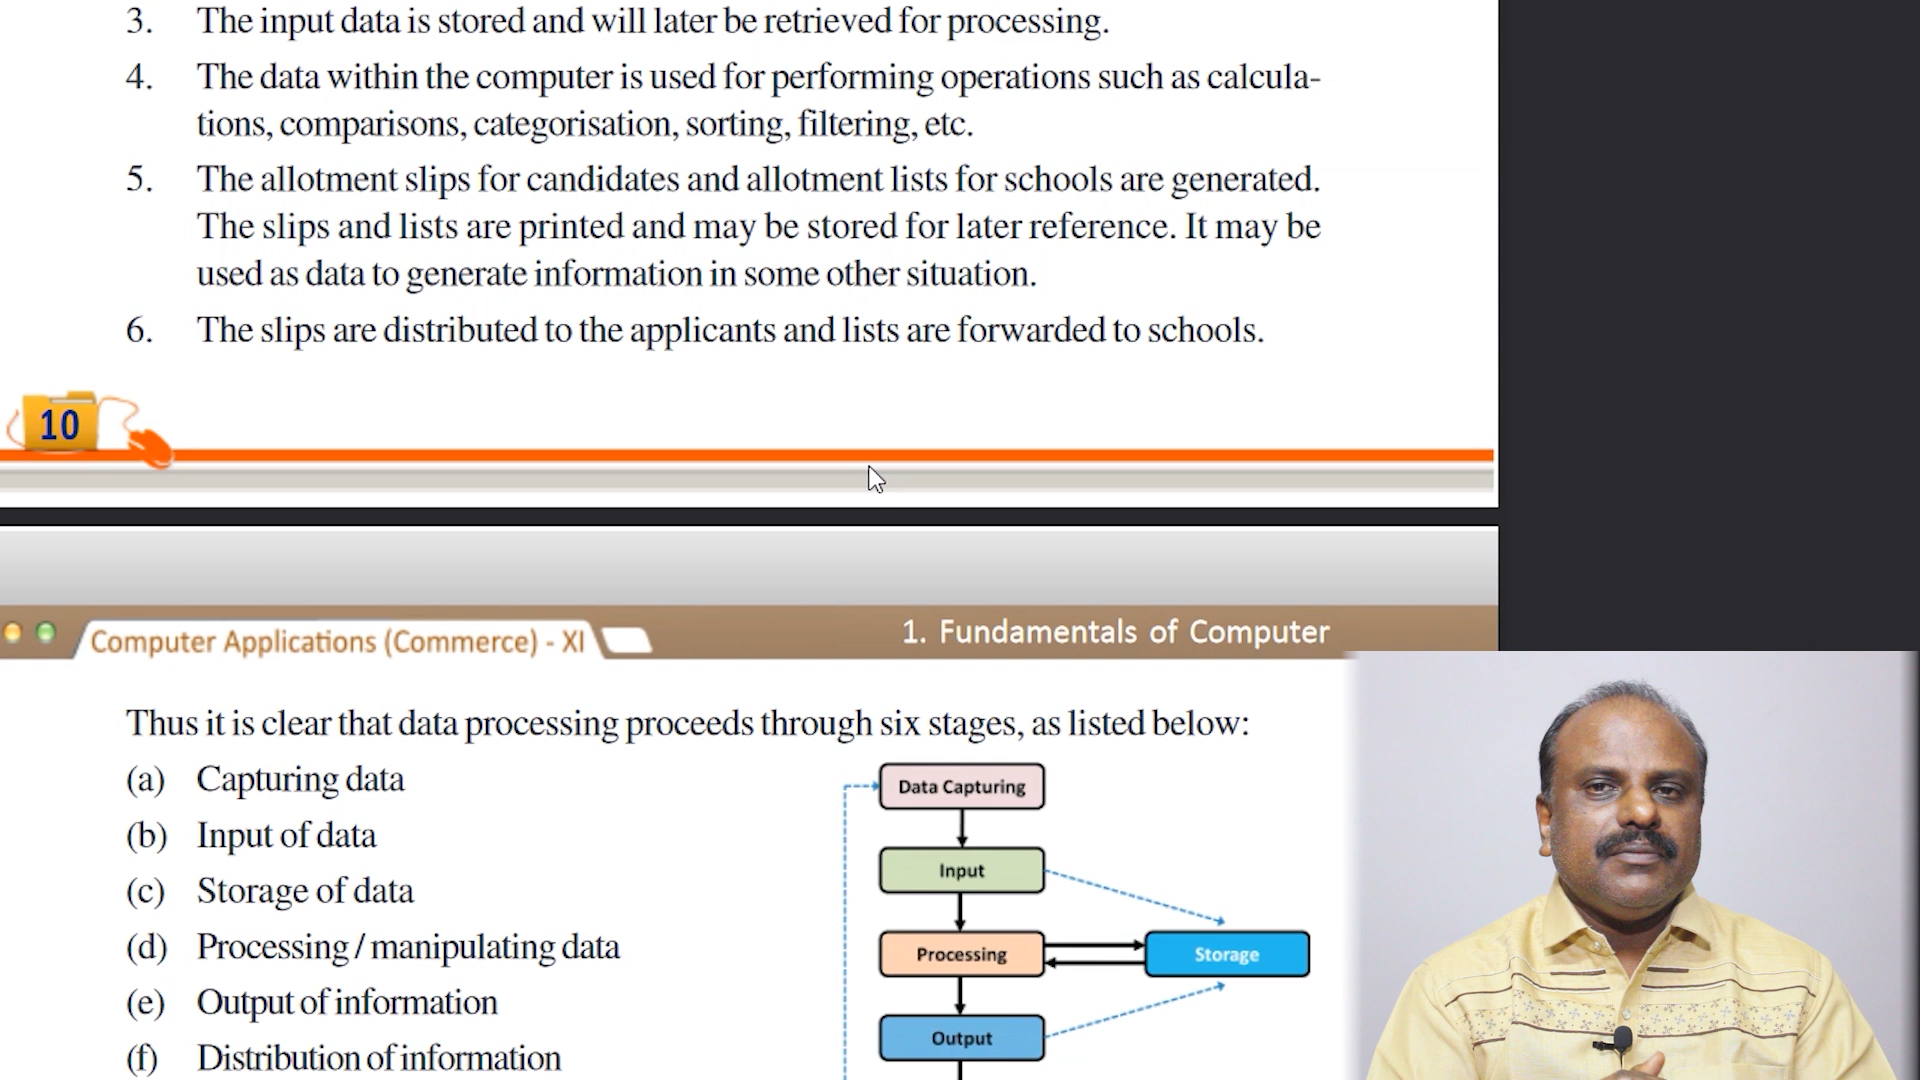 3. The input data is stored and will later be retrieved for processing.
4. The data within the computer is used for performing operations such as calcula-
tions, comparisons, categorisation, sorting, filtering, etc.
5. The allotment slips for candidates and allotment lists for schools are generated.
The slips and lists are printed and may be stored for later reference. It may be
used as data to generate information in some other situation.
6. The slips are distributed to the applicants and lists are forwarded to schools.
10
Computer Applications (Commerce) - XI
1. Fundamentals of Computer
Thus it is clear that data processing proceeds through six stages, as listed below:
(a) Capturing data
(b) Input of data
(c) Storage of data
(d) Processing / manipulating data
(e) Output of information
(f) Distribution of information
Data Capturing
Input
Processing
Storage
Output